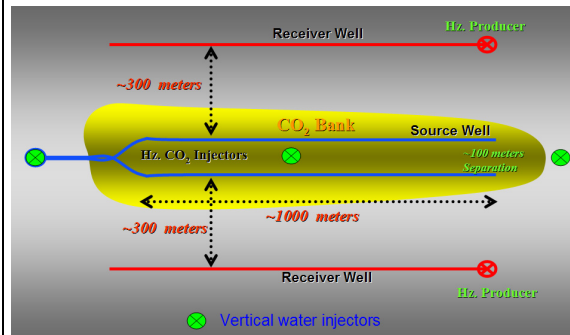 Receiver Well
Hz. Producer
~300 meters
CO₂ Bank
Source Well
Hz. CO₂ Injectors
~100 meters
Separation
~1000 meters
~300 meters
Receiver Well
Hz. Producer
Vertical water injectors